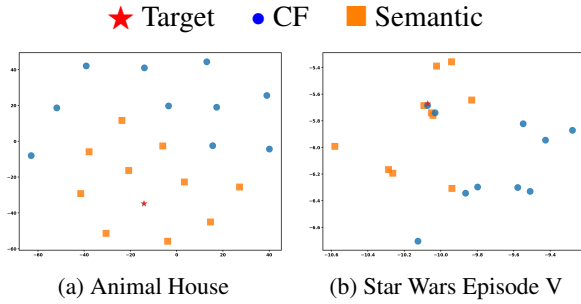 Target CF Semantic
40
20
0
−20
−40
−60
−60 −40 −20 0 20 40
(a) Animal House
−5.4
−5.6
−5.8
−6.0
−6.2
−6.4
−6.6
−10.6 −10.4 −10.2 −10.0 −9.8 −9.6 −9.4 −9.2
(b) Star Wars Episode V